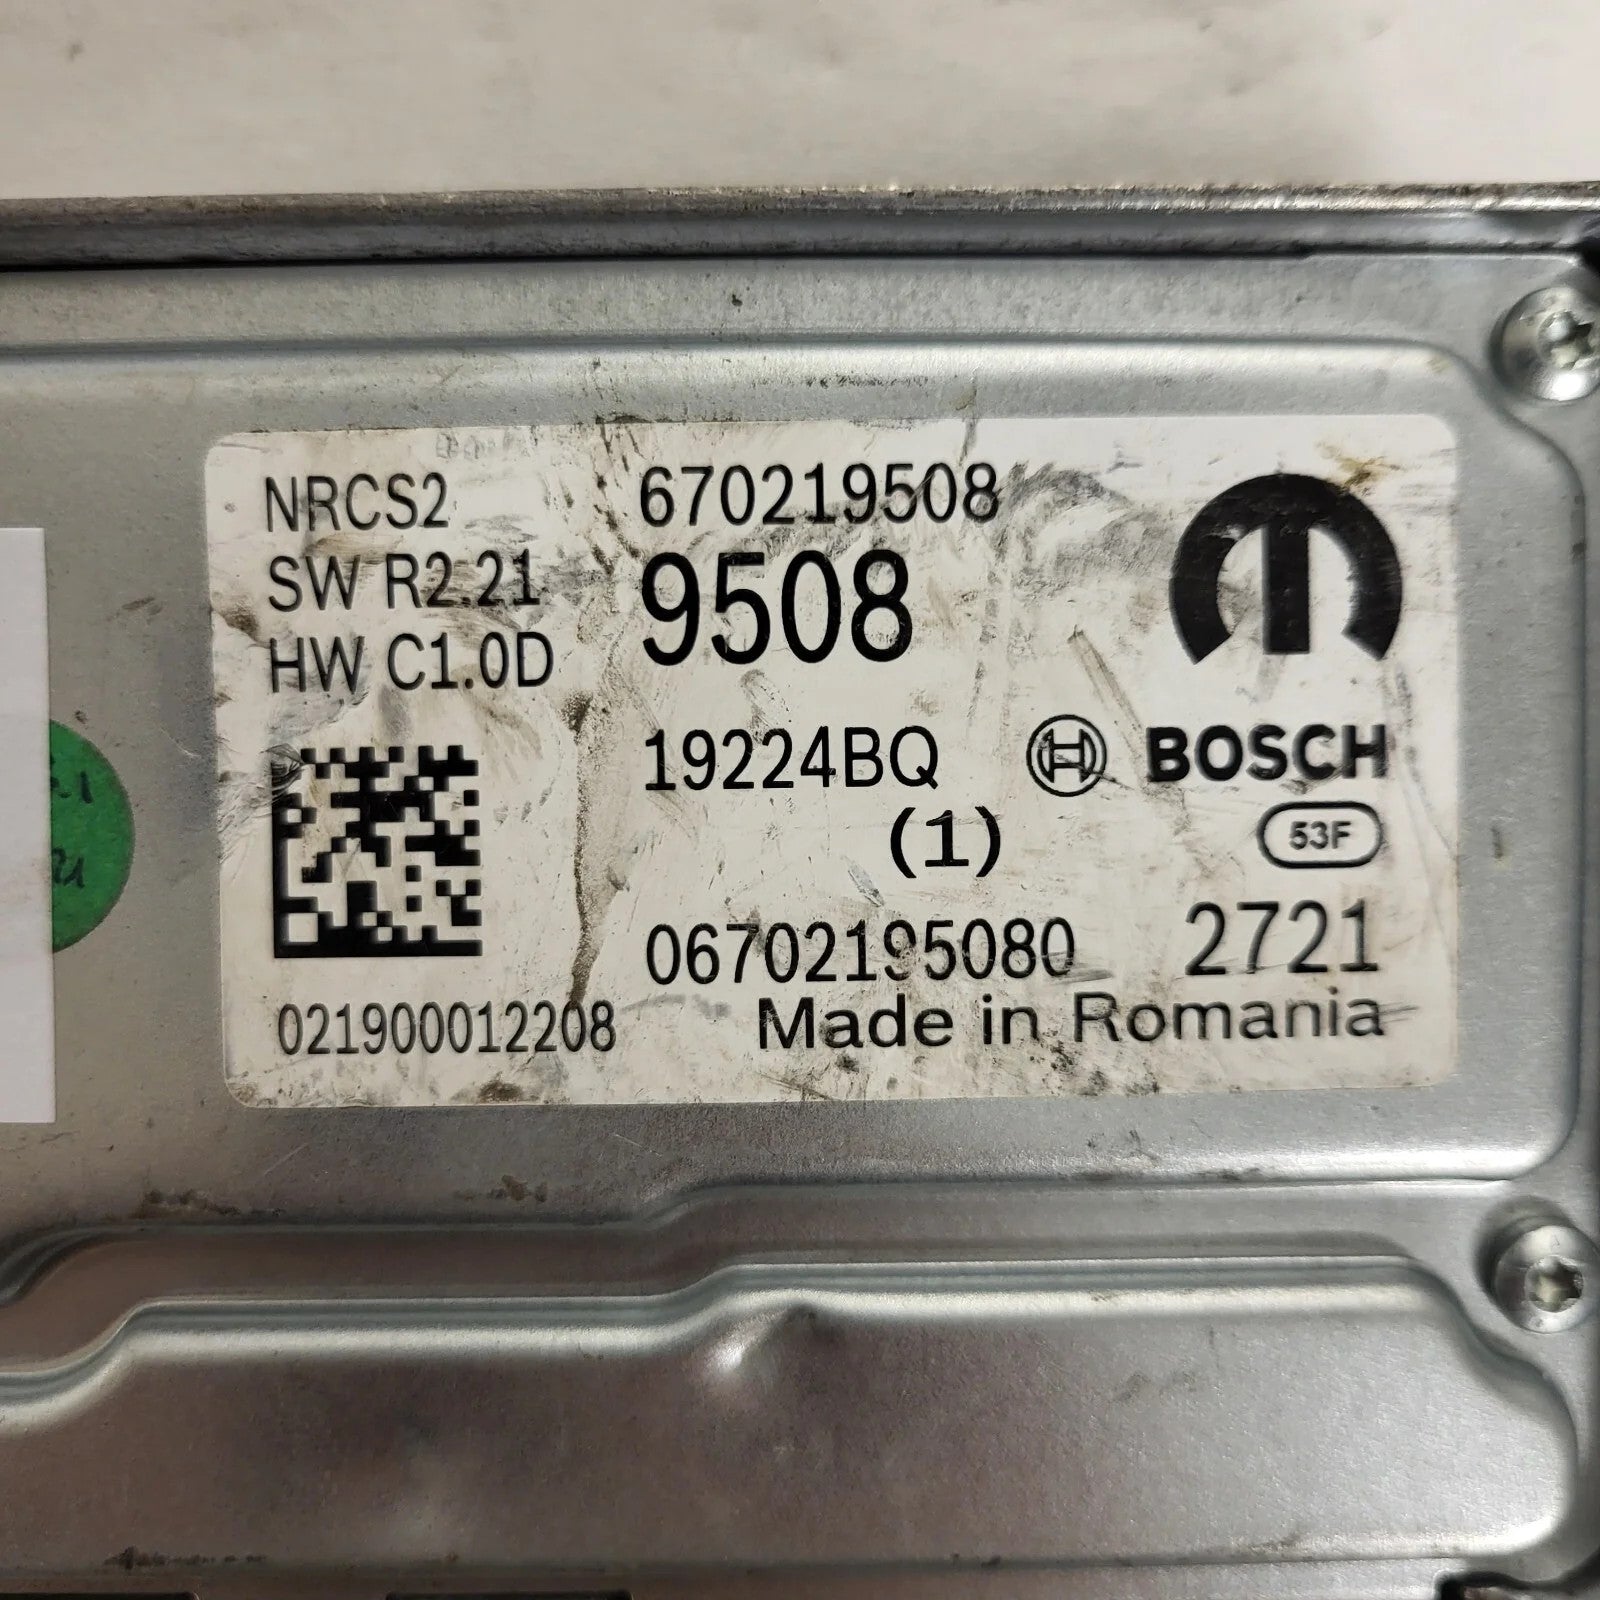 NRCS2 670219508
SW R2.21 9508
HW C1.0D
19224BQ BOSCH
(1) 53F
06702195080 2721
021900012208 Made in Romania